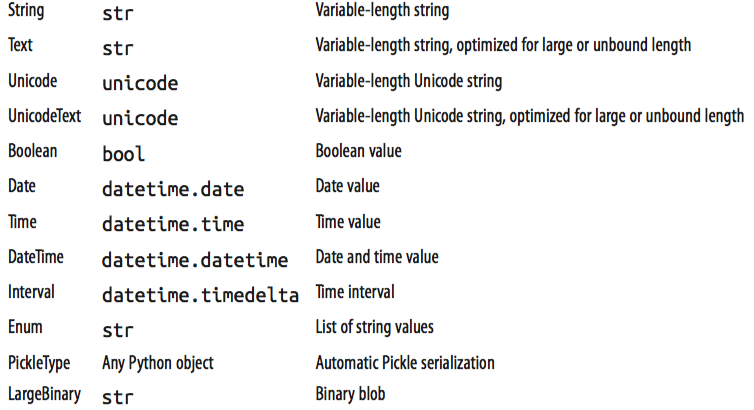 String str Variable-length string
Text str Variable-length string, optimized for large or unbound length
Unicode unicode Variable-length Unicode string
UnicodeText unicode Variable-length Unicode string, optimized for large or unbound length
Boolean bool Boolean value
Date datetime.date Date value
Time datetime.time Time value
DateTime datetime.datetime Date and time value
Interval datetime.timedelta Time interval
Enum str List of string values
PickleType Any Python object Automatic Pickle serialization
LargeBinary str Binary blob